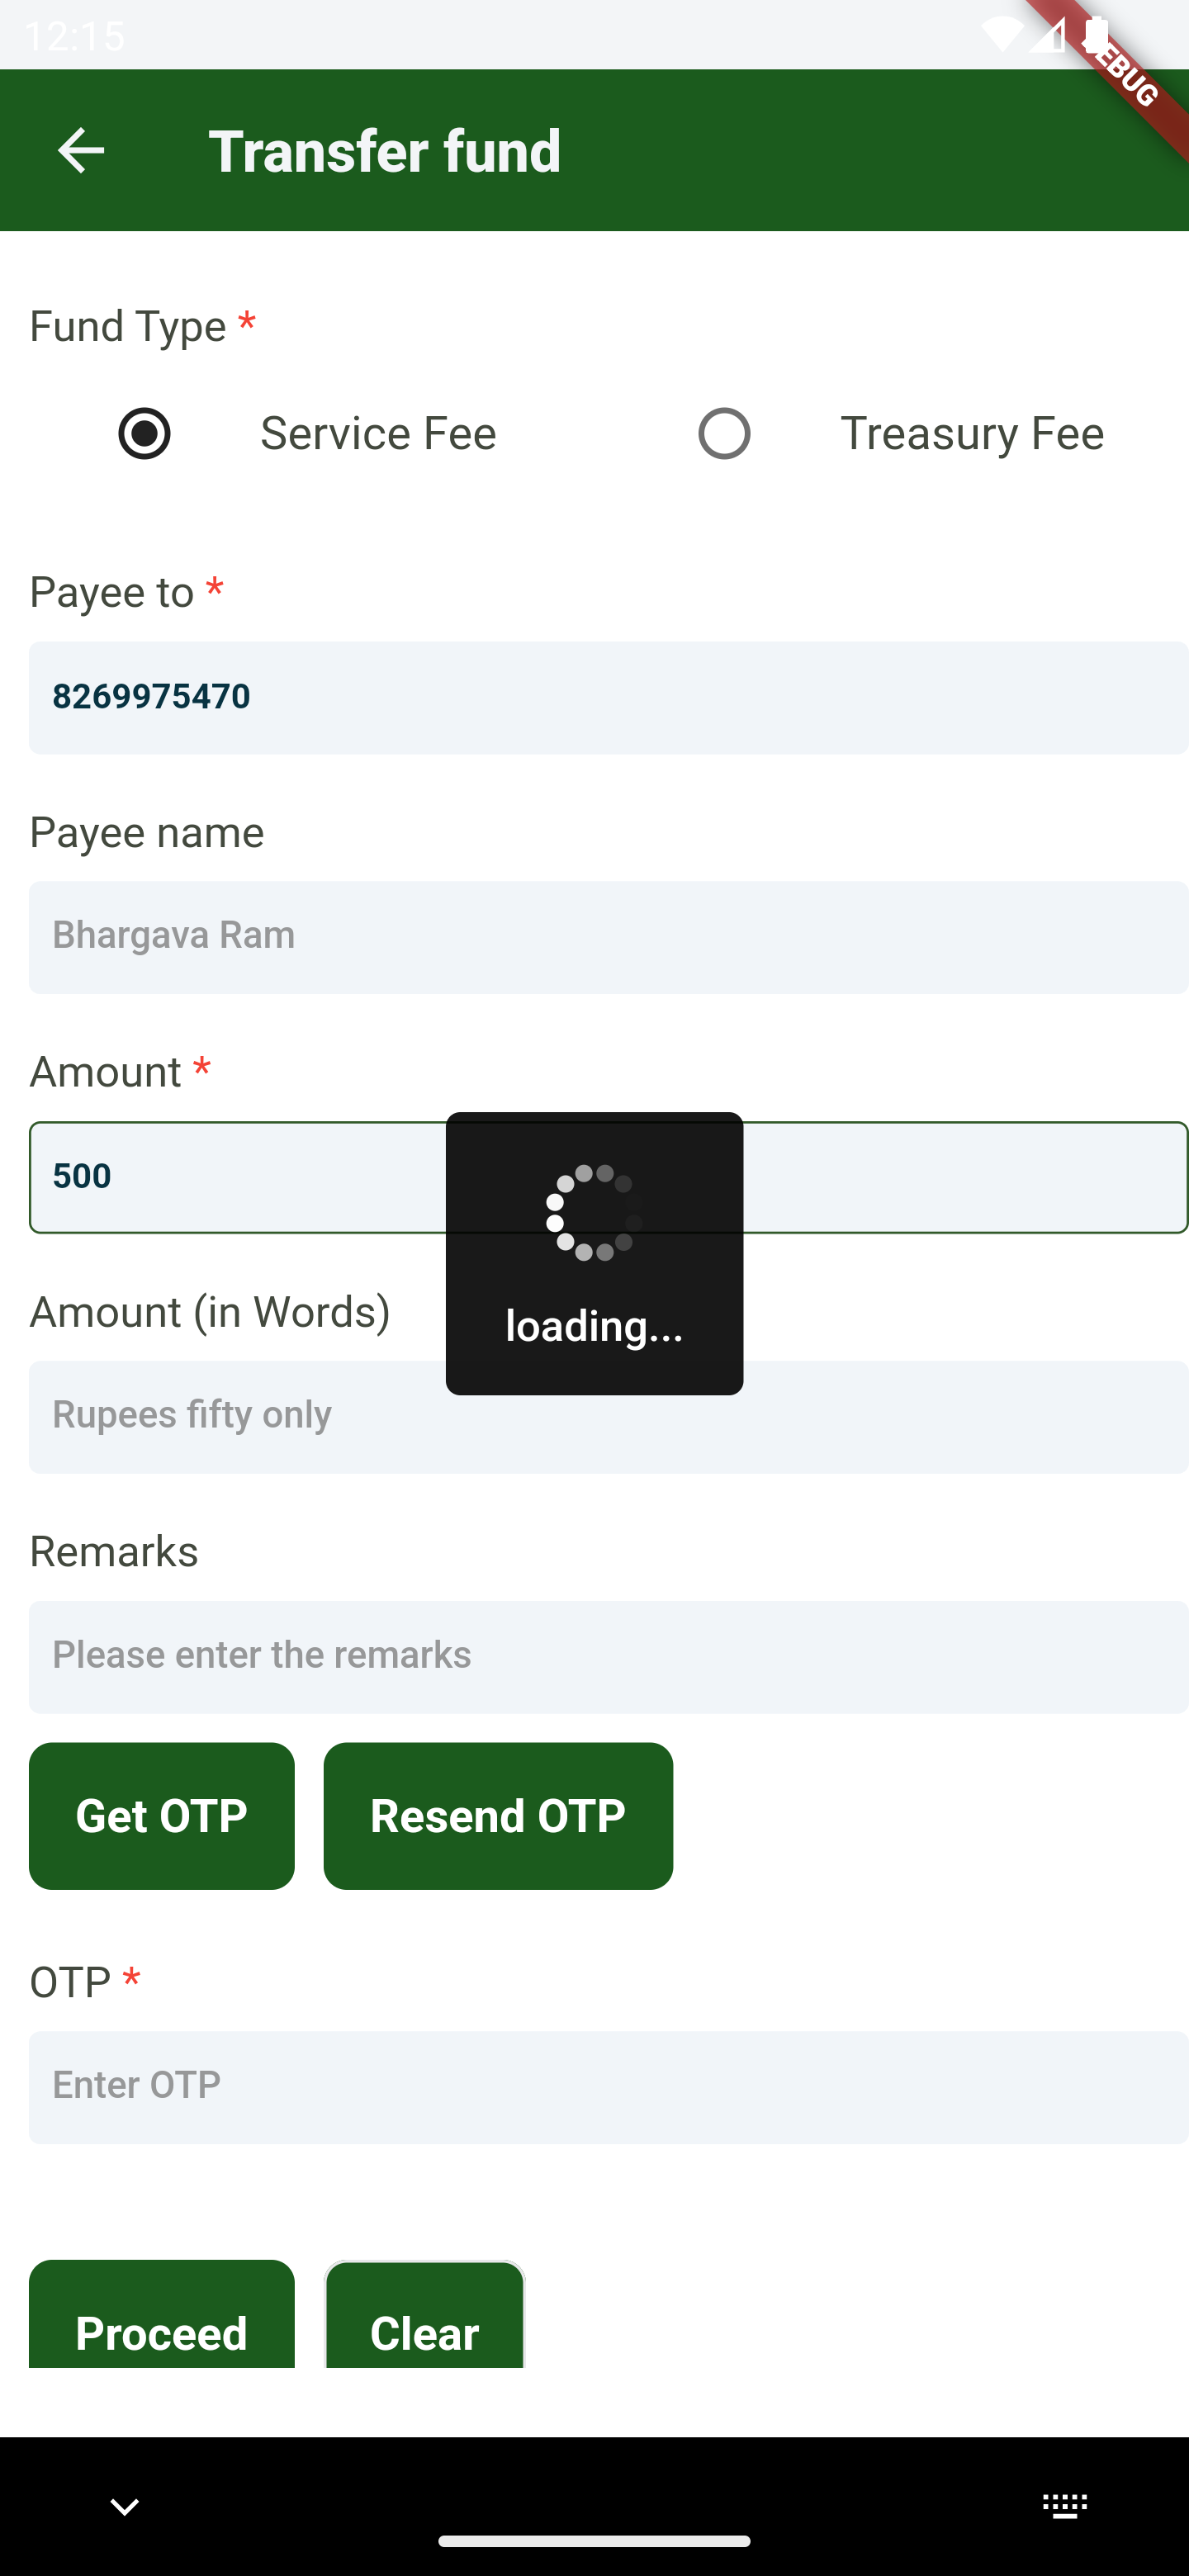 12:15
EBUG
Transfer fund
Fund Type *
Service Fee
Treasury Fee
Payee to *
8269975470
Payee name
Bhargava Ram
Amount *
500
loading...
Amount (in Words)
Rupees fifty only
Remarks
Please enter the remarks
Get OTP
Resend OTP
OTP *
Enter OTP
Proceed
Clear